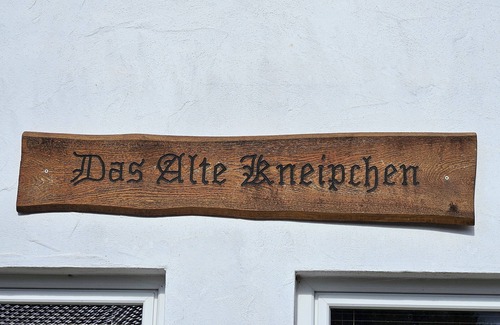 Das Alte Kneipchen